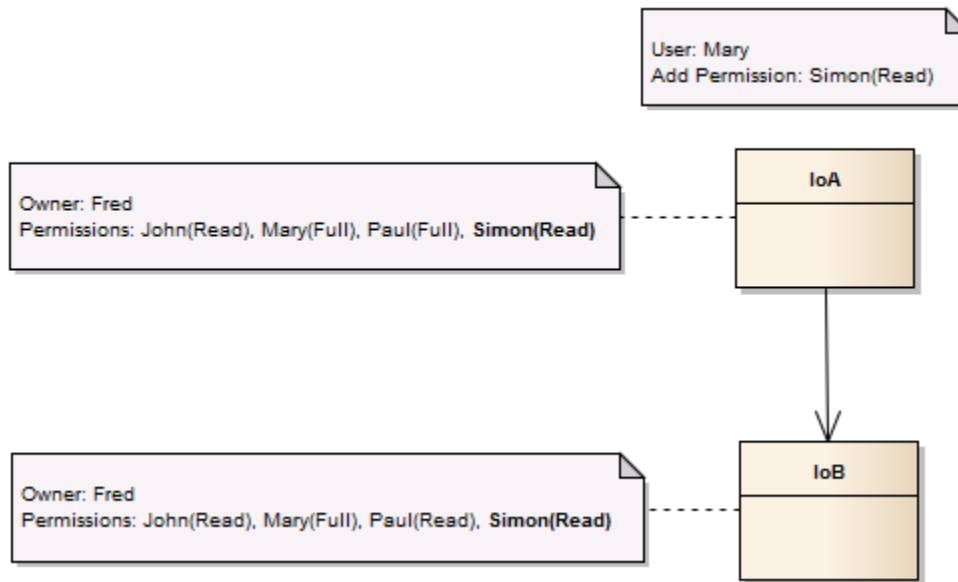 User: Mary
Add Permission: Simon(Read)
IoA
Owner: Fred
Permissions: John(Read), Mary(Full), Paul(Full), Simon(Read)
IoB
Owner: Fred
Permissions: John(Read), Mary(Full), Paul(Read), Simon(Read)